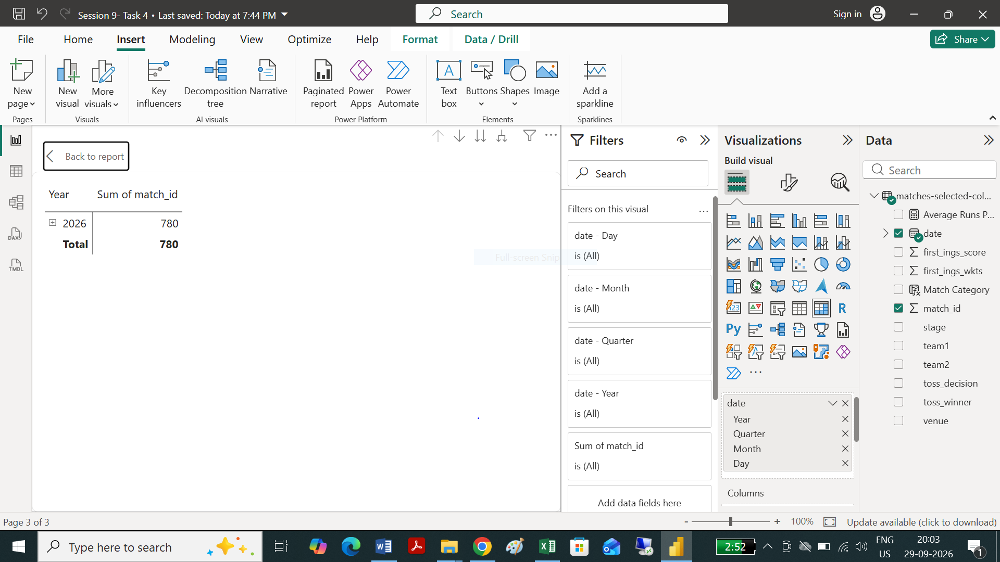 Session 9- Task 4 • Last saved: Today at 7:44 PM
Search
Sign in
File Home Insert Modeling View Optimize Help Format Data / Drill
Share
New page
Pages
New visual
More visuals
Visuals
Key influencers
Decomposition tree
Narrative
AI visuals
Paginated report
Power Apps
Power Automate
Power Platform
Text box
Buttons
Shapes
Image
Elements
Add a sparkline
Sparklines
Back to report
Year Sum of match_id
2026 780
Total 780
Full-screen Snip
DAX
TMDL
Filters
Search
Filters on this visual
date - Day
is (All)
date - Month
is (All)
date - Quarter
is (All)
date - Year
is (All)
Sum of match_id
is (All)
Add data fields here
Visualizations
Build visual
123
R
Py
date
Year
Quarter
Month
Day
Columns
Data
Search
matches-selected-col...
Average Runs P...
date
first_ings_score
first_ings_wkts
Match Category
match_id
stage
team1
team2
toss_decision
toss_winner
venue
Page 3 of 3
- + 100%
Update available (click to download)
Type here to search
2:52
ENG
US
20:03
29-09-2026
1